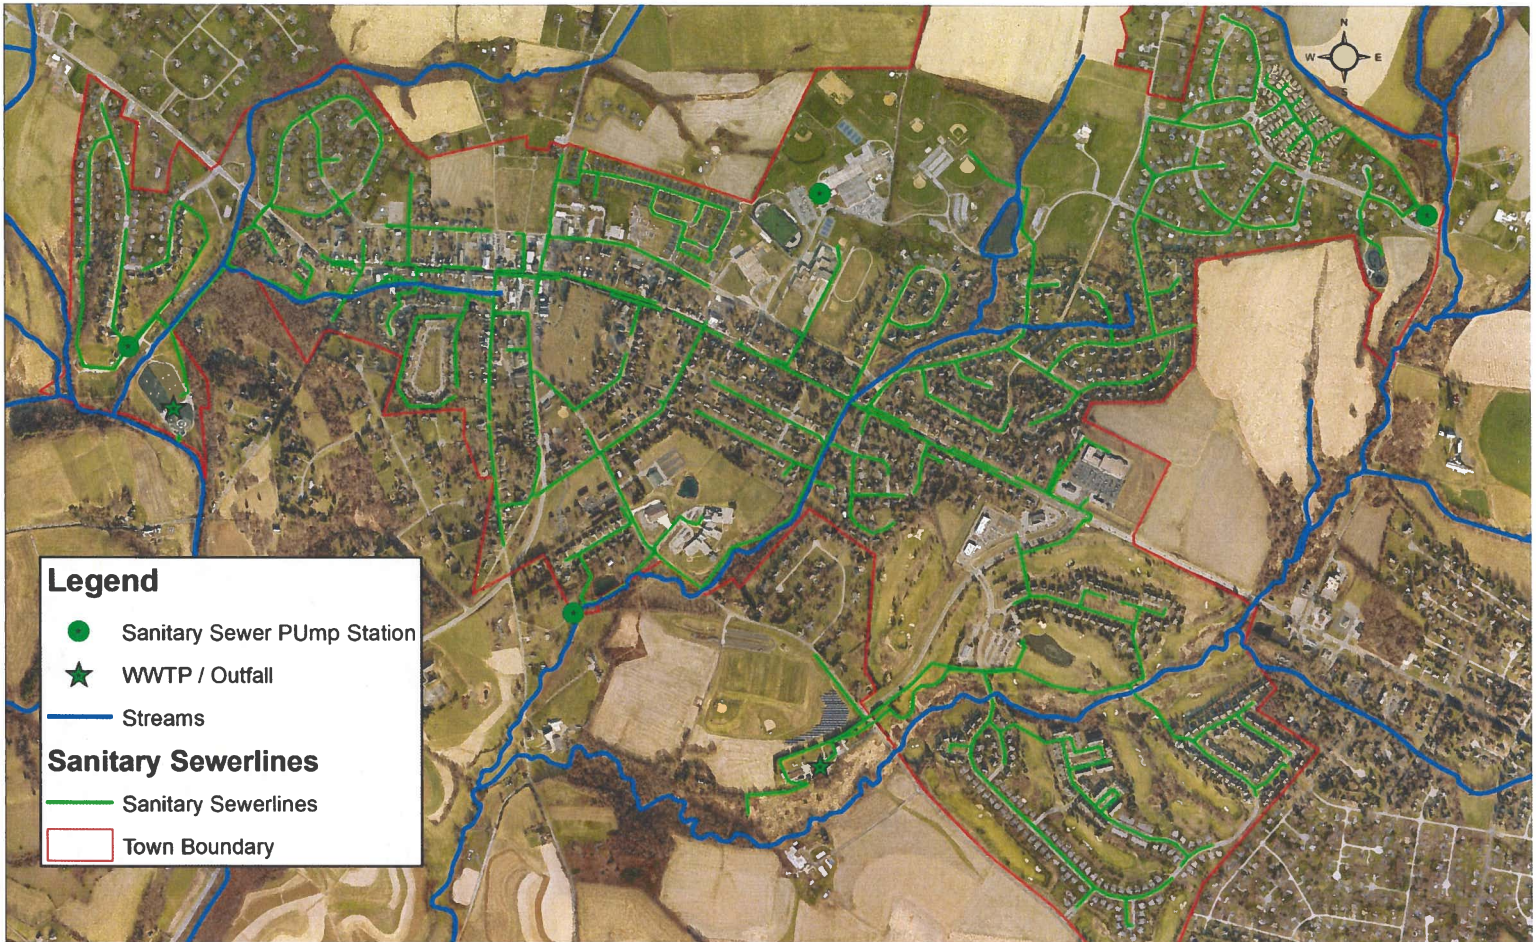 N
W E
S
Legend
Sanitary Sewer PUmp Station
WWTP / Outfall
Streams
Sanitary Sewerlines
Sanitary Sewerlines
Town Boundary